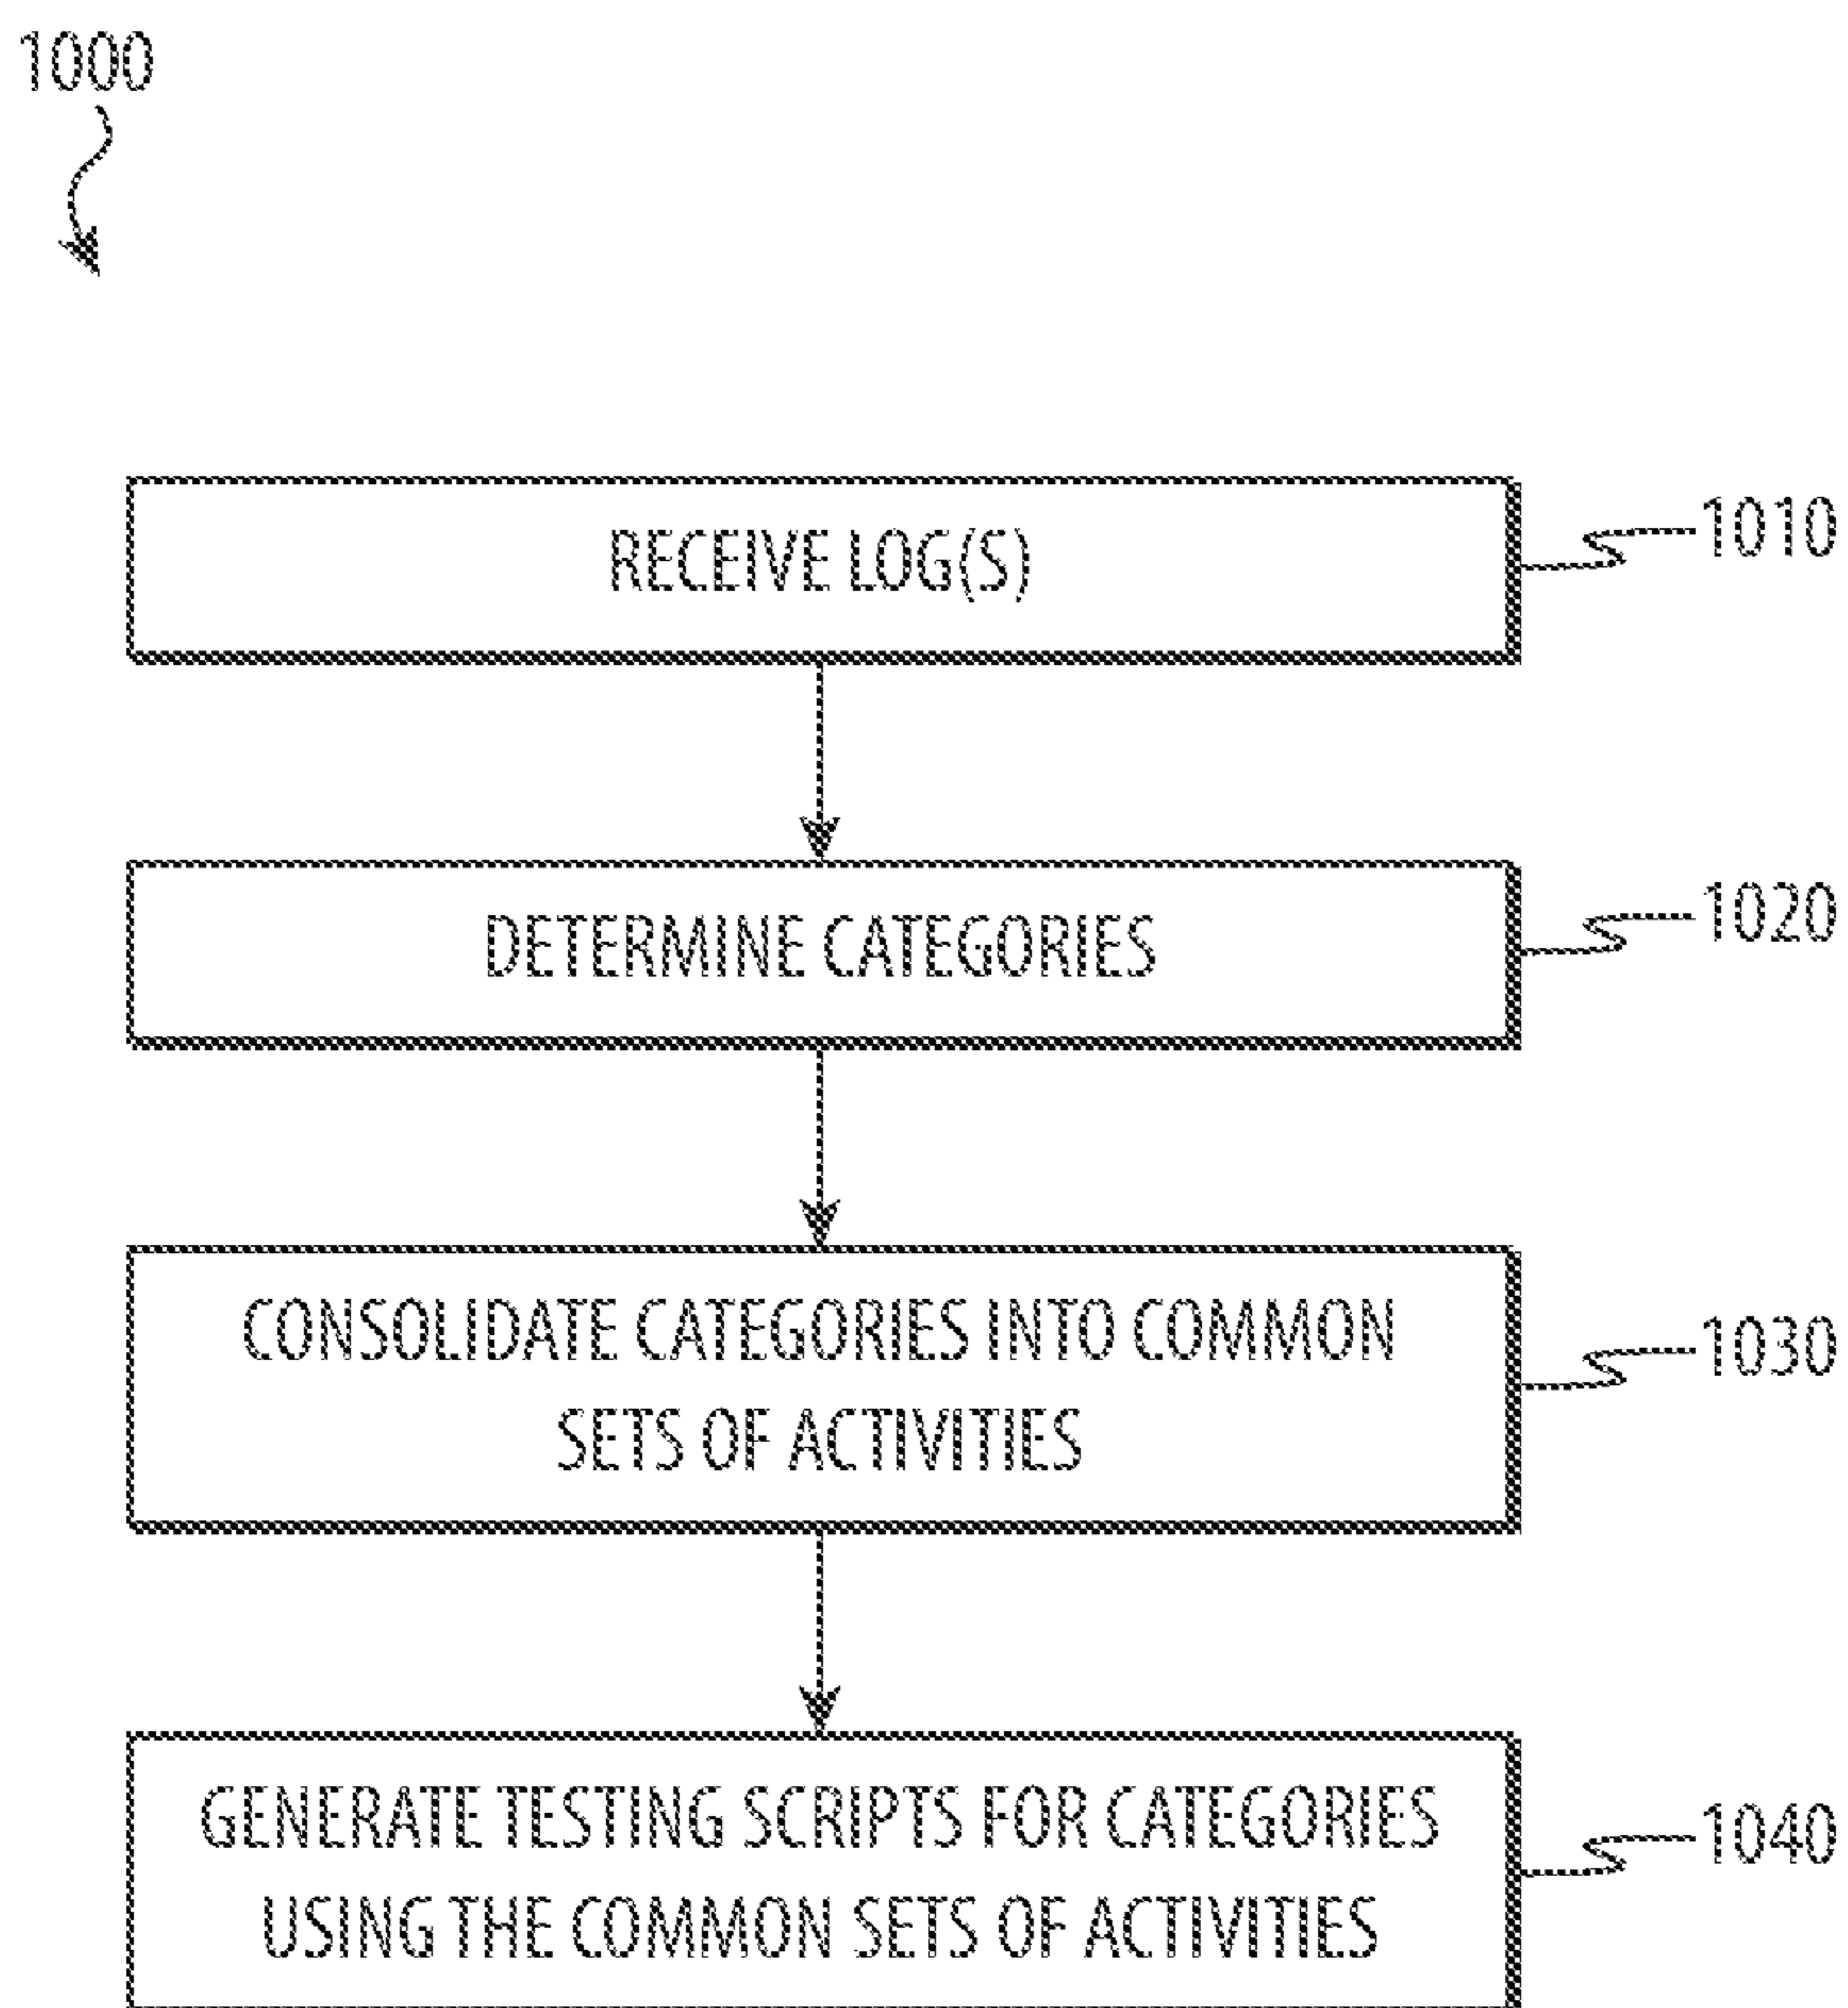 1000
RECEIVE LOG(S)
1010
DETERMINE CATEGORIES
1020
CONSOLIDATE CATEGORIES INTO COMMON
SETS OF ACTIVITIES
1030
GENERATE TESTING SCRIPTS FOR CATEGORIES
USING THE COMMON SETS OF ACTIVITIES
1040